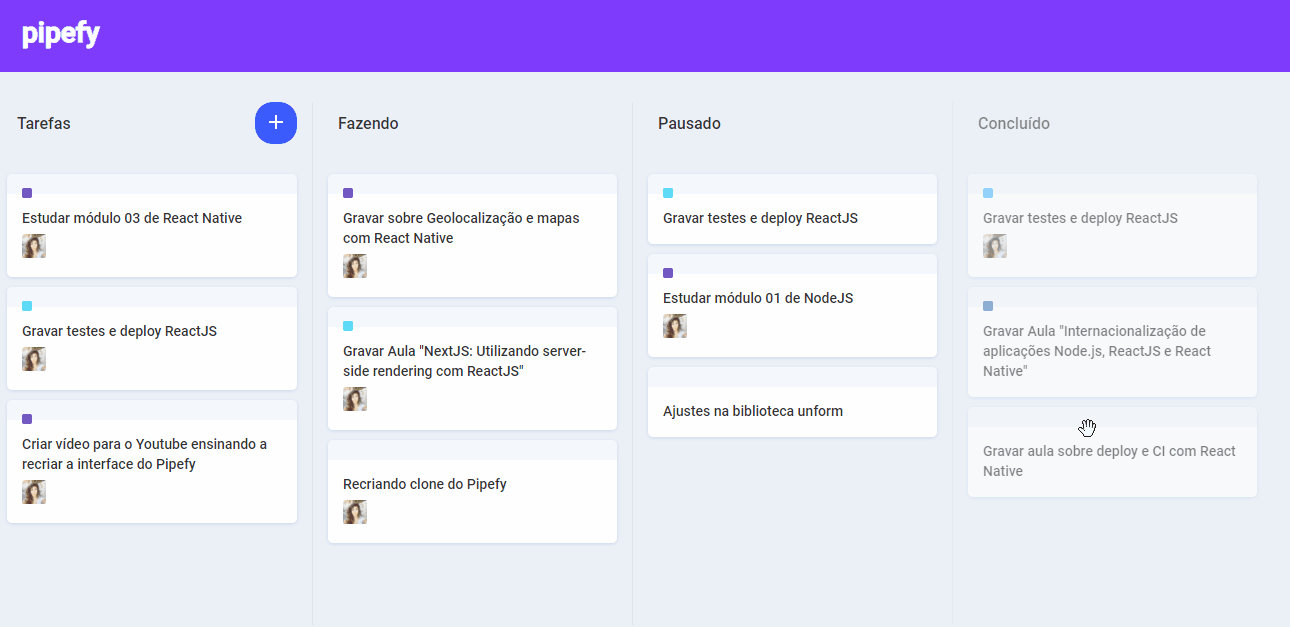 pipefy
Tarefas
Estudar módulo 03 de React Native
Gravar testes e deploy ReactJS
Criar vídeo para o Youtube ensinando a
recriar a interface do Pipefy
Fazendo
Gravar sobre Geolocalização e mapas
com React Native
Gravar Aula "NextJS: Utilizando server-
side rendering com ReactJS"
Recriando clone do Pipefy
Pausado
Gravar testes e deploy ReactJS
Estudar módulo 01 de NodeJS
Ajustes na biblioteca unform
Concluído
Gravar testes e deploy ReactJS
Gravar Aula "Internacionalização de
aplicações Node.js, ReactJS e React
Native"
Gravar aula sobre deploy e CI com React
Native